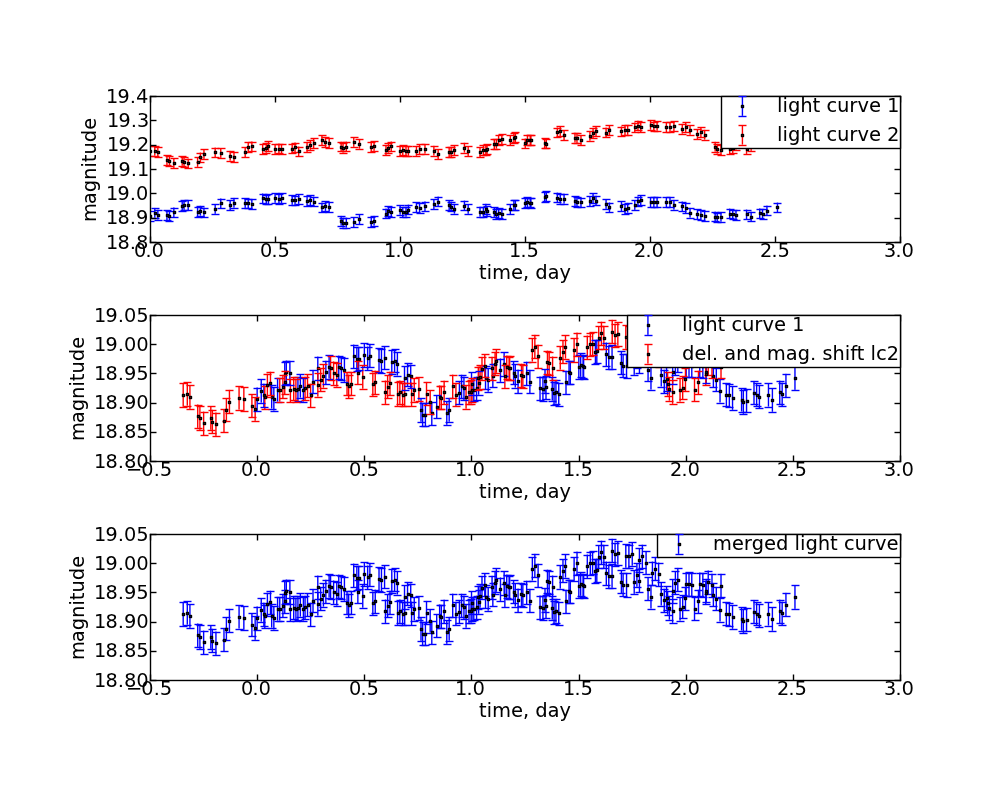 19.4
19.3
19.2
19.1
19.0
18.9
18.8
magnitude
light curve 1
light curve 2
0.0 0.5 1.0 1.5 2.0 2.5 3.0
time, day
19.05
19.00
18.95
18.90
18.85
18.80
magnitude
light curve 1
del. and mag. shift lc2
−0.5 0.0 0.5 1.0 1.5 2.0 2.5 3.0
time, day
19.05
19.00
18.95
18.90
18.85
18.80
magnitude
merged light curve
−0.5 0.0 0.5 1.0 1.5 2.0 2.5 3.0
time, day